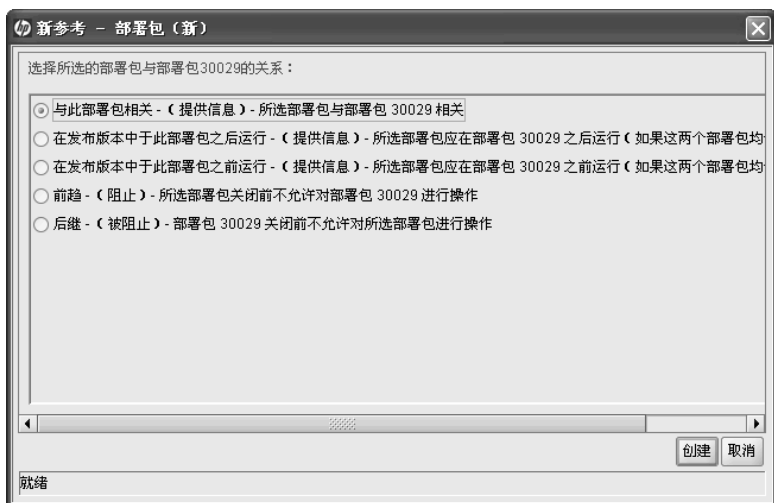 hp 新参考 - 部署包（新）
选择所选的部署包与部署包30029的关系：
与此部署包相关 - （提供信息）- 所选部署包与部署包 30029 相关
在发布版本中于此部署包之后运行 - （提供信息）- 所选部署包应在部署包 30029 之后运行（如果这两个部署包均
在发布版本中于此部署包之前运行 - （提供信息）- 所选部署包应在部署包 30029 之前运行（如果这两个部署包均
前趋 - （阻止）- 所选部署包关闭前不允许对部署包 30029 进行操作
后继 - （被阻止）- 部署包 30029 关闭前不允许对所选部署包进行操作
创建 取消
就绪